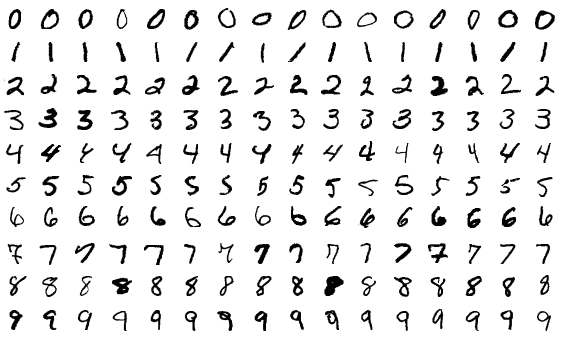 0 0 0 0 0 0 0 0 0 0 0 0 0 0 0 0
1 1 1 1 1 1 1 1 1 1 1 1 1 1 1 1
2 2 2 2 2 2 2 2 2 2 2 2 2 2 2 2
3 3 3 3 3 3 3 3 3 3 3 3 3 3 3 3
4 4 4 4 4 4 4 4 4 4 4 4 4 4 4 4
5 5 5 5 5 5 5 5 5 5 5 5 5 5 5 5
6 6 6 6 6 6 6 6 6 6 6 6 6 6 6 6
7 7 7 7 7 7 7 7 7 7 7 7 7 7 7 7
8 8 8 8 8 8 8 8 8 8 8 8 8 8 8 8
9 9 9 9 9 9 9 9 9 9 9 9 9 9 9 9